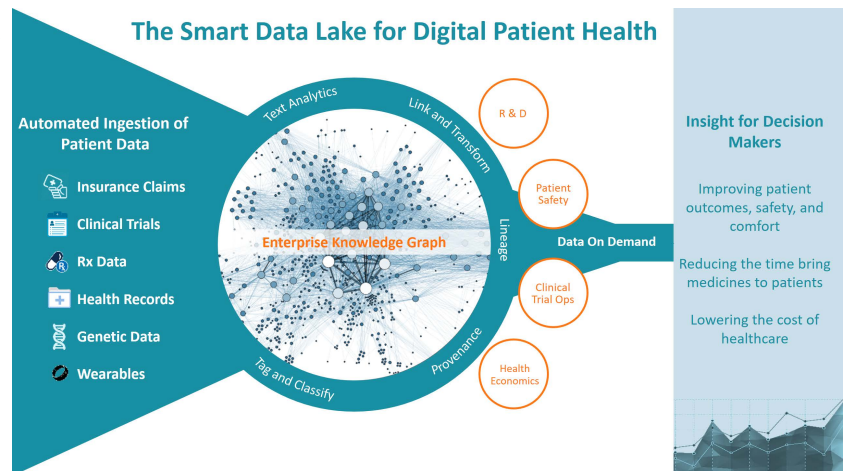 The Smart Data Lake for Digital Patient Health
Automated Ingestion of
Patient Data
Insurance Claims
Clinical Trials
Rx Data
Health Records
Genetic Data
Wearables
Text Analytics
Link and Transform
Lineage
Provenance
Tag and Classify
Enterprise Knowledge Graph
R & D
Patient
Safety
Clinical
Trial Ops
Health
Economics
Data On Demand
Insight for Decision
Makers
Improving patient
outcomes, safety, and
comfort
Reducing the time bring
medicines to patients
Lowering the cost of
healthcare